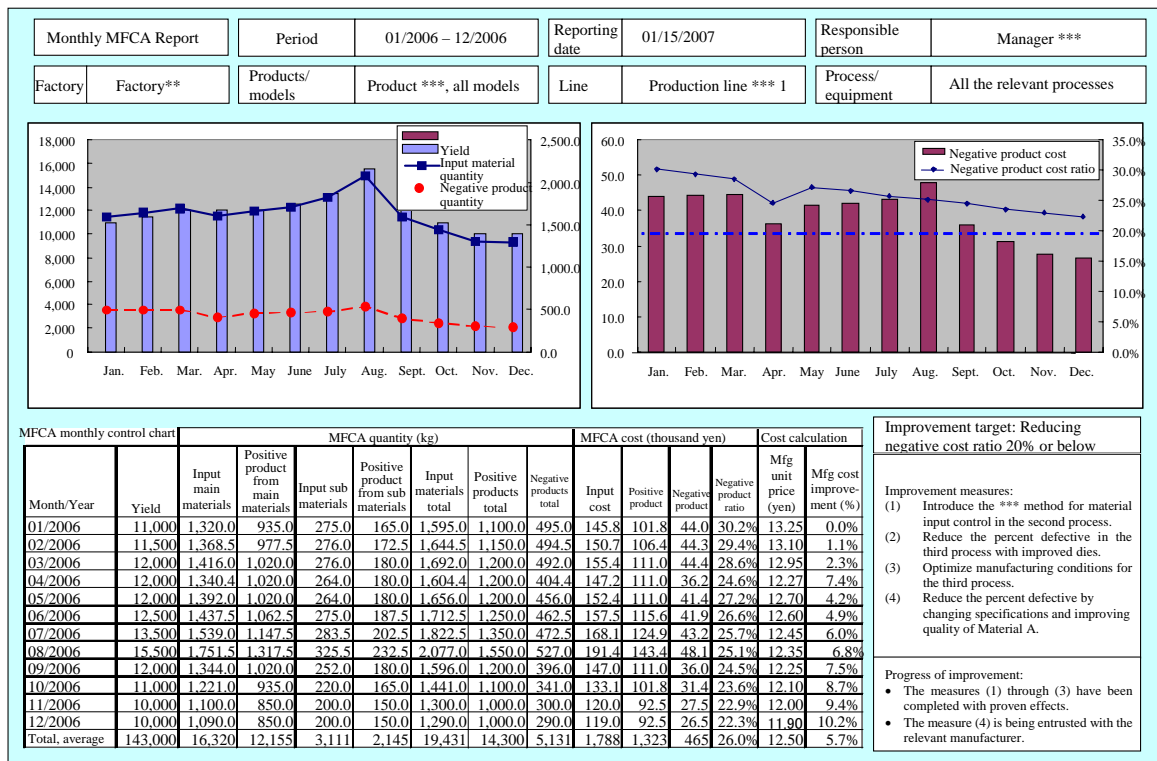 Monthly MFCA Report
Period
01/2006 – 12/2006
Reporting
date
01/15/2007
Responsible
person
Manager ***
Factory
Factory**
Products/
models
Product ***, all models
Line
Production line *** 1
Process/
equipment
All the relevant processes
18,000
16,000
14,000
12,000
10,000
8,000
6,000
4,000
2,000
0
2,500.0
2,000.0
1,500.0
1,000.0
500.0
0.0
Yield
Input material
quantity
Negative product
quantity
Jan. Feb. Mar. Apr. May June July Aug. Sept. Oct. Nov. Dec.
60.0
50.0
40.0
30.0
20.0
10.0
0.0
35.0%
30.0%
25.0%
20.0%
15.0%
10.0%
5.0%
0.0%
Negative product cost
Negative product cost ratio
Jan. Feb. Mar. Apr. May June July Aug. Sept. Oct. Nov. Dec.
MFCA monthly control chart MFCA quantity (kg) MFCA cost (thousand yen) Cost calculation
Month/Year
Yield
Input
main
materials
Positive
product
from
main
materials
Input sub
materials
Positive
product
from sub
materials
Input
materials
total
Positive
products
total
Negative
products
total
Input
cost
Positive
product
Negative
product
Negative
product
ratio
Mfg
unit
price
(yen)
Mfg cost
improve-
ment (%)
01/2006 11,000 1,320.0 935.0 275.0 165.0 1,595.0 1,100.0 495.0 145.8 101.8 44.0 30.2% 13.25 0.0%
02/2006 11,500 1,368.5 977.5 276.0 172.5 1,644.5 1,150.0 494.5 150.7 106.4 44.3 29.4% 13.10 1.1%
03/2006 12,000 1,416.0 1,020.0 276.0 180.0 1,692.0 1,200.0 492.0 155.4 111.0 44.4 28.6% 12.95 2.3%
04/2006 12,000 1,340.4 1,020.0 264.0 180.0 1,604.4 1,200.0 404.4 147.2 111.0 36.2 24.6% 12.27 7.4%
05/2006 12,000 1,392.0 1,020.0 264.0 180.0 1,656.0 1,200.0 456.0 152.4 111.0 41.4 27.2% 12.70 4.2%
06/2006 12,500 1,437.5 1,062.5 275.0 187.5 1,712.5 1,250.0 462.5 157.5 115.6 41.9 26.6% 12.60 4.9%
07/2006 13,500 1,539.0 1,147.5 283.5 202.5 1,822.5 1,350.0 472.5 168.1 124.9 43.2 25.7% 12.45 6.0%
08/2006 15,500 1,751.5 1,317.5 325.5 232.5 2,077.0 1,550.0 527.0 191.4 143.4 48.1 25.1% 12.35 6.8%
09/2006 12,000 1,344.0 1,020.0 252.0 180.0 1,596.0 1,200.0 396.0 147.0 111.0 36.0 24.5% 12.25 7.5%
10/2006 11,000 1,221.0 935.0 220.0 165.0 1,441.0 1,100.0 341.0 133.1 101.8 31.4 23.6% 12.10 8.7%
11/2006 10,000 1,100.0 850.0 200.0 150.0 1,300.0 1,000.0 300.0 120.0 92.5 27.5 22.9% 12.00 9.4%
12/2006 10,000 1,090.0 850.0 200.0 150.0 1,290.0 1,000.0 290.0 119.0 92.5 26.5 22.3% 11.90 10.2%
Total, average 143,000 16,320 12,155 3,111 2,145 19,431 14,300 5,131 1,788 1,323 465 26.0% 12.50 5.7%
Improvement target: Reducing
negative cost ratio 20% or below
Improvement measures:
(1) Introduce the *** method for material
input control in the second process.
(2) Reduce the percent defective in the
third process with improved dies.
(3) Optimize manufacturing conditions for
the third process.
(4) Reduce the percent defective by
changing specifications and improving
quality of Material A.
Progress of improvement:
• The measures (1) through (3) have been
completed with proven effects.
• The measure (4) is being entrusted with the
relevant manufacturer.